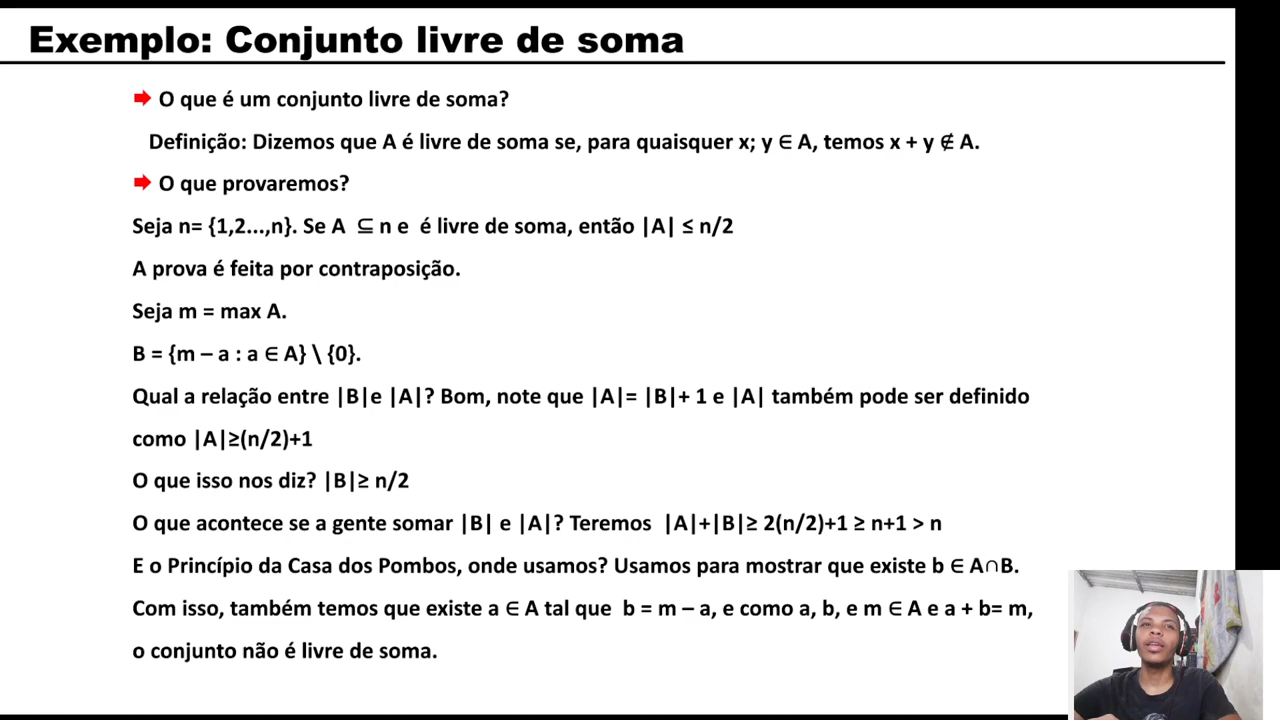 Exemplo: Conjunto livre de soma
O que é um conjunto livre de soma?
Definição: Dizemos que A é livre de soma se, para quaisquer x; y ∈ A, temos x + y ∉ A.
O que provaremos?
Seja n= {1,2...,n}. Se A ⊆ n e é livre de soma, então |A| ≤ n/2
A prova é feita por contraposição.
Seja m = max A.
B = {m – a : a ∈ A} \ {0}.
Qual a relação entre |B|e |A|? Bom, note que |A|= |B|+ 1 e |A| também pode ser definido
como |A|≥(n/2)+1
O que isso nos diz? |B|≥ n/2
O que acontece se a gente somar |B| e |A|? Teremos |A|+|B|≥ 2(n/2)+1 ≥ n+1 > n
E o Princípio da Casa dos Pombos, onde usamos? Usamos para mostrar que existe b ∈ A∩B.
Com isso, também temos que existe a ∈ A tal que b = m – a, e como a, b, e m ∈ A e a + b= m,
o conjunto não é livre de soma.